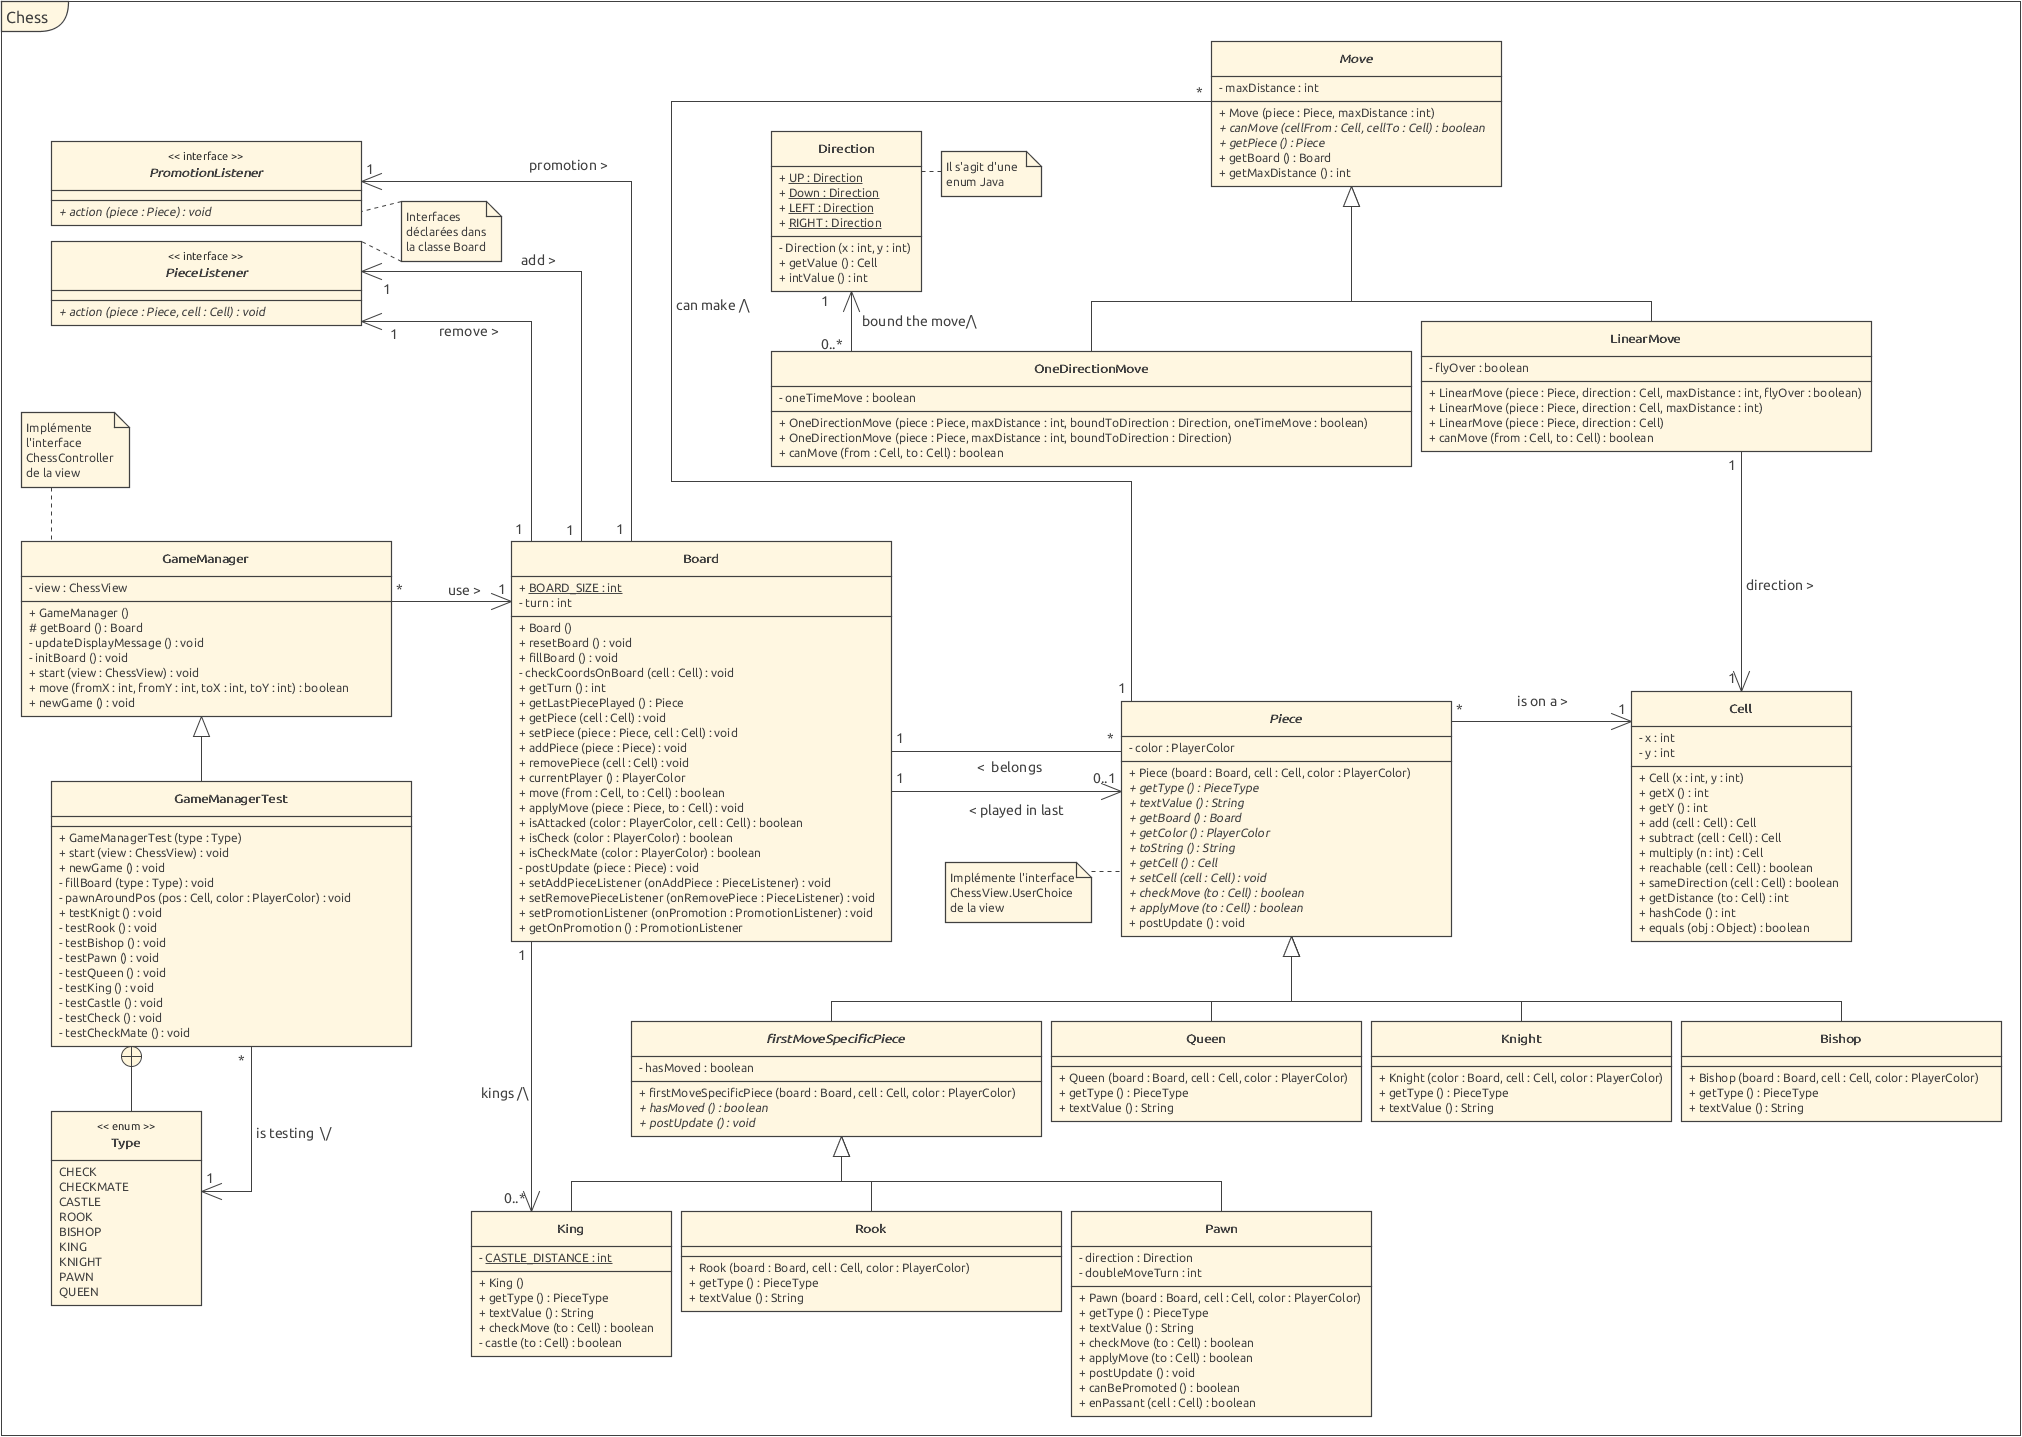 Chess
Move
- maxDistance : int
+ Move (piece : Piece, maxDistance : int)
+ canMove (cellFrom : Cell, cellTo : Cell) : boolean
+ getPiece () : Piece
+ getBoard () : Board
+ getMaxDistance () : int
*
<< interface >>
PromotionListener
+ action (piece : Piece) : void
1
promotion >
Interfaces
déclarées dans
la classe Board
<< interface >>
PieceListener
+ action (piece : Piece, cell : Cell) : void
add >
1
remove >
1
Direction
+ UP : Direction
+ Down : Direction
+ LEFT : Direction
+ RIGHT : Direction
- Direction (x : int, y : int)
+ getValue () : Cell
+ intValue () : int
Il s'agit d'une
enum Java
can make /\
1
bound the move/\
0..*
OneDirectionMove
- oneTimeMove : boolean
+ OneDirectionMove (piece : Piece, maxDistance : int, boundToDirection : Direction, oneTimeMove : boolean)
+ OneDirectionMove (piece : Piece, maxDistance : int, boundToDirection : Direction)
+ canMove (from : Cell, to : Cell) : boolean
LinearMove
- flyOver : boolean
+ LinearMove (piece : Piece, direction : Cell, maxDistance : int, flyOver : boolean)
+ LinearMove (piece : Piece, direction : Cell, maxDistance : int)
+ LinearMove (piece : Piece, direction : Cell)
+ canMove (from : Cell, to : Cell) : boolean
1
direction >
1
Implémente
l'interface
ChessController
de la view
GameManager
- view : ChessView
+ GameManager ()
# getBoard () : Board
- updateDisplayMessage () : void
- initBoard () : void
+ start (view : ChessView) : void
+ move (fromX : int, fromY : int, toX : int, toY : int) : boolean
+ newGame () : void
*
use >
1
1
1
1
Board
+ BOARD_SIZE : int
- turn : int
+ Board ()
+ resetBoard () : void
+ fillBoard () : void
- checkCoordsOnBoard (cell : Cell) : void
+ getTurn () : int
+ getLastPiecePlayed () : Piece
+ getPiece (cell : Cell) : void
+ setPiece (piece : Piece, cell : Cell) : void
+ addPiece (piece : Piece) : void
+ removePiece (cell : Cell) : void
+ currentPlayer () : PlayerColor
+ move (from : Cell, to : Cell) : boolean
+ applyMove (piece : Piece, to : Cell) : void
+ isAttacked (color : PlayerColor, cell : Cell) : boolean
+ isCheck (color : PlayerColor) : boolean
+ isCheckMate (color : PlayerColor) : boolean
- postUpdate (piece : Piece) : void
+ setAddPieceListener (onAddPiece : PieceListener) : void
+ setRemovePieceListener (onRemovePiece : PieceListener) : void
+ setPromotionListener (onPromotion : PromotionListener) : void
+ getOnPromotion () : PromotionListener
1
*
< belongs
1
0..1
< played in last
1
Piece
- color : PlayerColor
+ Piece (board : Board, cell : Cell, color : PlayerColor)
+ getType () : PieceType
+ textValue () : String
+ getBoard () : Board
+ getColor () : PlayerColor
+ toString () : String
+ getCell () : Cell
+ setCell (cell : Cell) : void
+ checkMove (to : Cell) : boolean
+ applyMove (to : Cell) : boolean
+ postUpdate () : void
Implémente l'interface
ChessView.UserChoice
de la view
*
is on a >
1
Cell
- x : int
- y : int
+ Cell (x : int, y : int)
+ getX () : int
+ getY () : int
+ add (cell : Cell) : Cell
+ subtract (cell : Cell) : Cell
+ multiply (n : int) : Cell
+ reachable (cell : Cell) : boolean
+ sameDirection (cell : Cell) : boolean
+ getDistance (to : Cell) : int
+ hashCode () : int
+ equals (obj : Object) : boolean
GameManagerTest
+ GameManagerTest (type : Type)
+ start (view : ChessView) : void
+ newGame () : void
- fillBoard (type : Type) : void
- pawnAroundPos (pos : Cell, color : PlayerColor) : void
+ testKnigt () : void
- testRook () : void
- testBishop () : void
- testPawn () : void
- testQueen () : void
- testKing () : void
- testCastle () : void
- testCheck () : void
- testCheckMate () : void
*
is testing \/
1
<< enum >>
Type
CHECK
CHECKMATE
CASTLE
ROOK
BISHOP
KING
KNIGHT
PAWN
QUEEN
1
kings /\
0..*
firstMoveSpecificPiece
- hasMoved : boolean
+ firstMoveSpecificPiece (board : Board, cell : Cell, color : PlayerColor)
+ hasMoved () : boolean
+ postUpdate () : void
Queen
+ Queen (board : Board, cell : Cell, color : PlayerColor)
+ getType () : PieceType
+ textValue () : String
Knight
+ Knight (color : Board, cell : Cell, color : PlayerColor)
+ getType () : PieceType
+ textValue () : String
Bishop
+ Bishop (board : Board, cell : Cell, color : PlayerColor)
+ getType () : PieceType
+ textValue () : String
King
- CASTLE_DISTANCE : int
+ King ()
+ getType () : PieceType
+ textValue () : String
+ checkMove (to : Cell) : boolean
- castle (to : Cell) : boolean
Rook
+ Rook (board : Board, cell : Cell, color : PlayerColor)
+ getType () : PieceType
+ textValue () : String
Pawn
- direction : Direction
- doubleMoveTurn : int
+ Pawn (board : Board, cell : Cell, color : PlayerColor)
+ getType () : PieceType
+ textValue () : String
+ checkMove (to : Cell) : boolean
+ applyMove (to : Cell) : boolean
+ postUpdate () : void
+ canBePromoted () : boolean
+ enPassant (cell : Cell) : boolean